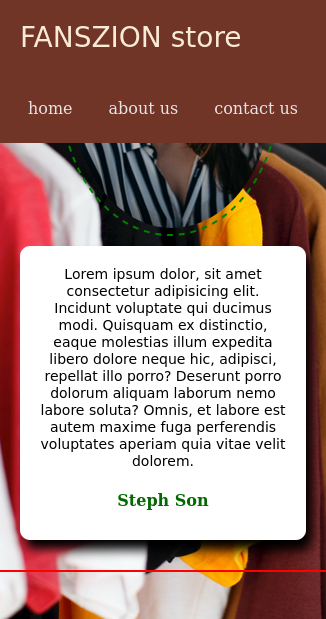 FANSZION store
home about us contact us
Lorem ipsum dolor, sit amet
consectetur adipisicing elit.
Incidunt voluptate qui ducimus
modi. Quisquam ex distinctio,
eaque molestias illum expedita
libero dolore neque hic, adipisci,
repellat illo porro? Deserunt porro
dolorum aliquam laborum nemo
labore soluta? Omnis, et labore est
autem maxime fuga perferendis
voluptates aperiam quia vitae velit
dolorem.
Steph Son